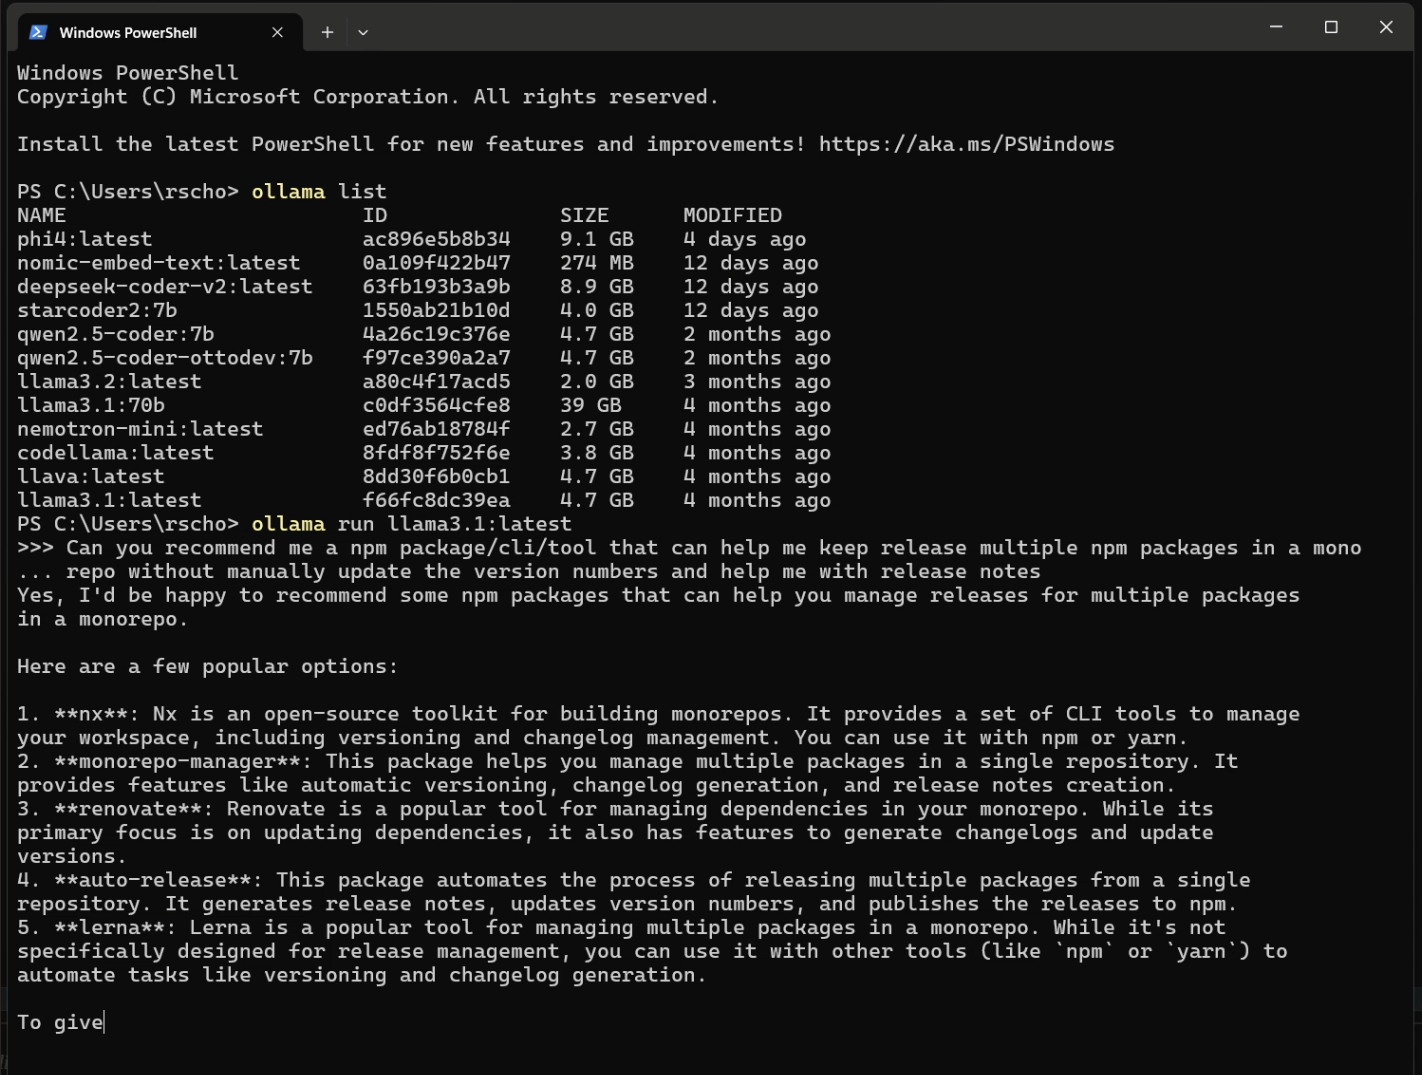 Windows PowerShell
Windows PowerShell
Copyright (C) Microsoft Corporation. All rights reserved.
Install the latest PowerShell for new features and improvements! https://aka.ms/PSWindows
PS C:\Users\rscho> ollama list
NAME ID SIZE MODIFIED
phi4:latest ac896e5b8b34 9.1 GB 4 days ago
nomic-embed-text:latest 0a109f422b47 274 MB 12 days ago
deepseek-coder-v2:latest 63fb193b3a9b 8.9 GB 12 days ago
starcoder2:7b 1550ab21b10d 4.0 GB 12 days ago
qwen2.5-coder:7b 4a26c19c376e 4.7 GB 2 months ago
qwen2.5-coder-ottodev:7b f97ce390a2a7 4.7 GB 2 months ago
llama3.2:latest a80c4f17acd5 2.0 GB 3 months ago
llama3.1:70b c0df3564cfe8 39 GB 4 months ago
nemotron-mini:latest ed76ab18784f 2.7 GB 4 months ago
codellama:latest 8fdf8f752f6e 3.8 GB 4 months ago
llava:latest 8dd30f6b0cb1 4.7 GB 4 months ago
llama3.1:latest f66fc8dc39ea 4.7 GB 4 months ago
PS C:\Users\rscho> ollama run llama3.1:latest
>>> Can you recommend me a npm package/cli/tool that can help me keep release multiple npm packages in a mono
... repo without manually update the version numbers and help me with release notes
Yes, I'd be happy to recommend some npm packages that can help you manage releases for multiple packages
in a monorepo.
Here are a few popular options:
1. **nx**: Nx is an open-source toolkit for building monorepos. It provides a set of CLI tools to manage
your workspace, including versioning and changelog management. You can use it with npm or yarn.
2. **monorepo-manager**: This package helps you manage multiple packages in a single repository. It
provides features like automatic versioning, changelog generation, and release notes creation.
3. **renovate**: Renovate is a popular tool for managing dependencies in your monorepo. While its
primary focus is on updating dependencies, it also has features to generate changelogs and update
versions.
4. **auto-release**: This package automates the process of releasing multiple packages from a single
repository. It generates release notes, updates version numbers, and publishes the releases to npm.
5. **lerna**: Lerna is a popular tool for managing multiple packages in a monorepo. While it's not
specifically designed for release management, you can use it with other tools (like `npm` or `yarn`) to
automate tasks like versioning and changelog generation.
To give